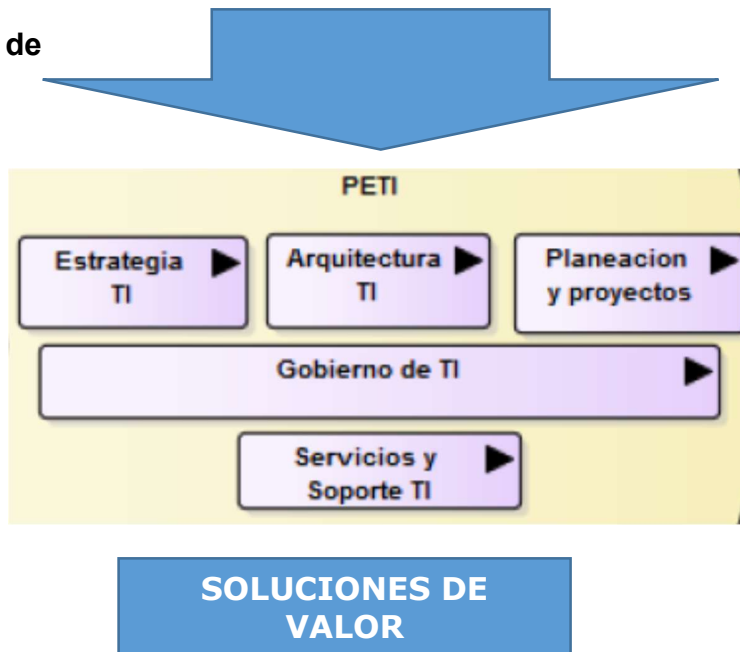 de
PETI
Estrategia
TI
Arquitectura
TI
Planeacion
y proyectos
Gobierno de TI
Servicios y
Soporte TI
SOLUCIONES DE
VALOR